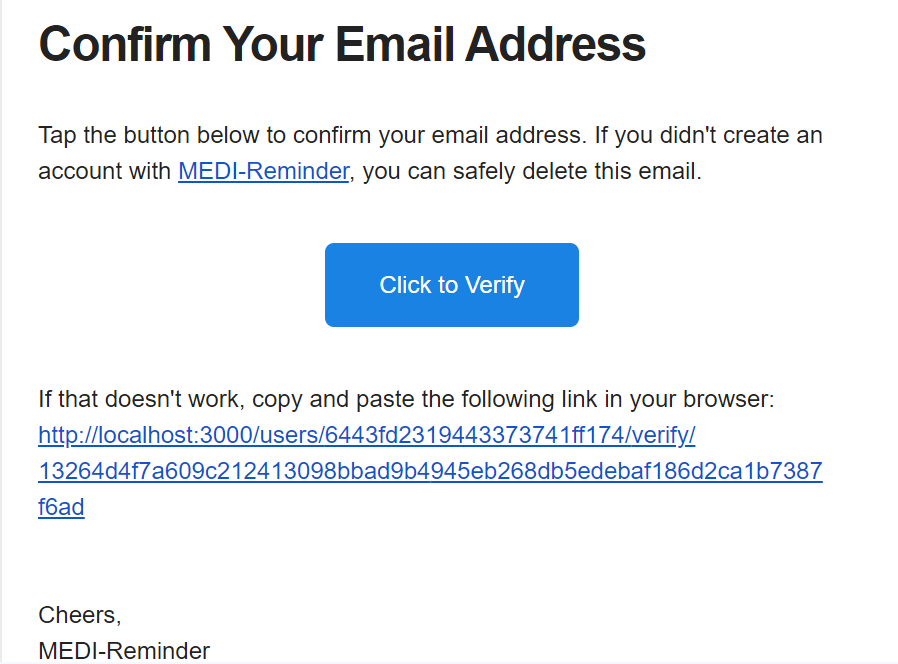 Confirm Your Email Address
Tap the button below to confirm your email address. If you didn't create an
account with MEDI-Reminder, you can safely delete this email.
Click to Verify
If that doesn't work, copy and paste the following link in your browser:
http://localhost:3000/users/6443fd2319443373741ff174/verify/
13264d4f7a609c212413098bbad9b4945eb268db5edebaf186d2ca1b7387
f6ad
Cheers,
MEDI-Reminder